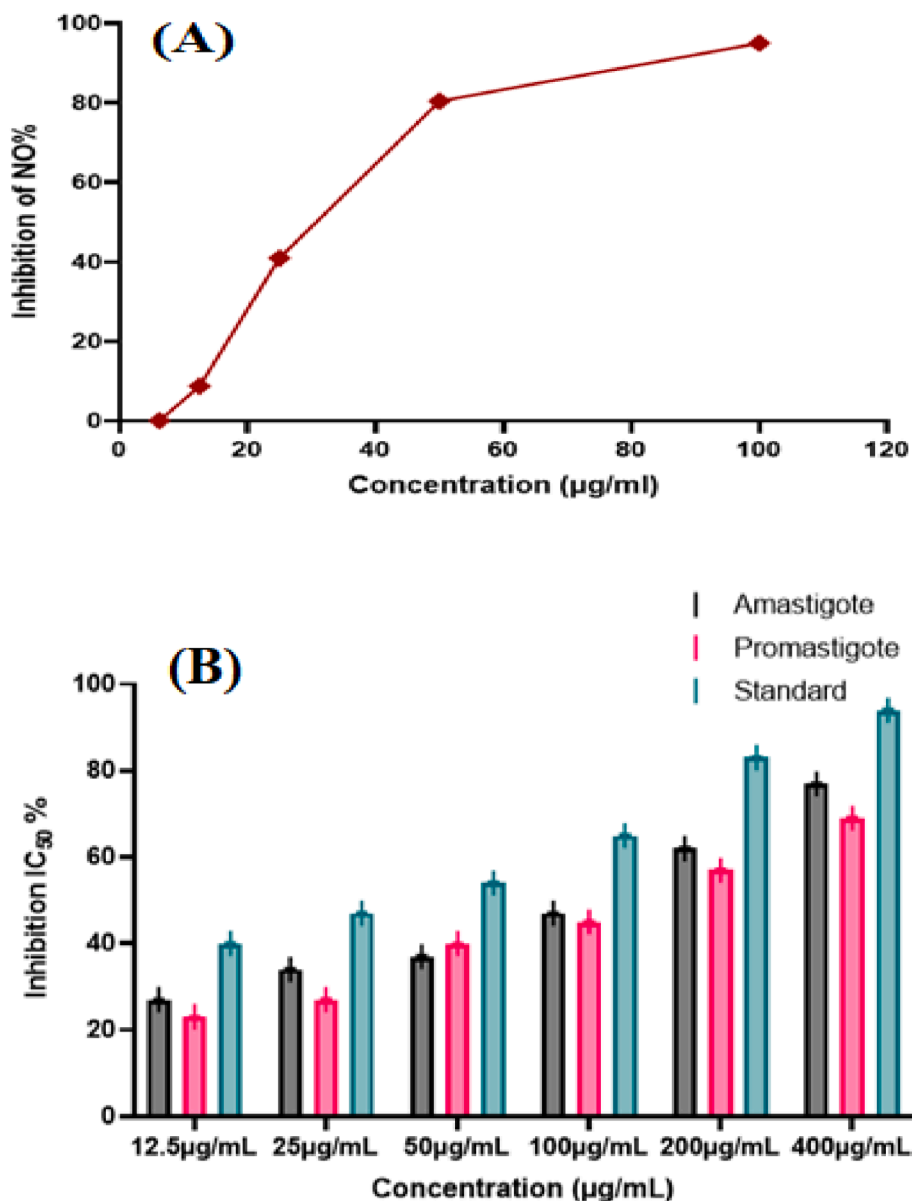 (A)
100
80
60
40
20
0
Inhibition of NO%
0 20 40 60 80 100 120
Concentration (µg/ml)
Amastigote
Promastigote
Standard
(B)
100
80
60
40
20
0
Inhibition IC50 %
12.5µg/mL 25µg/mL 50µg/mL 100µg/mL 200µg/mL 400µg/mL
Concentration (µg/mL)